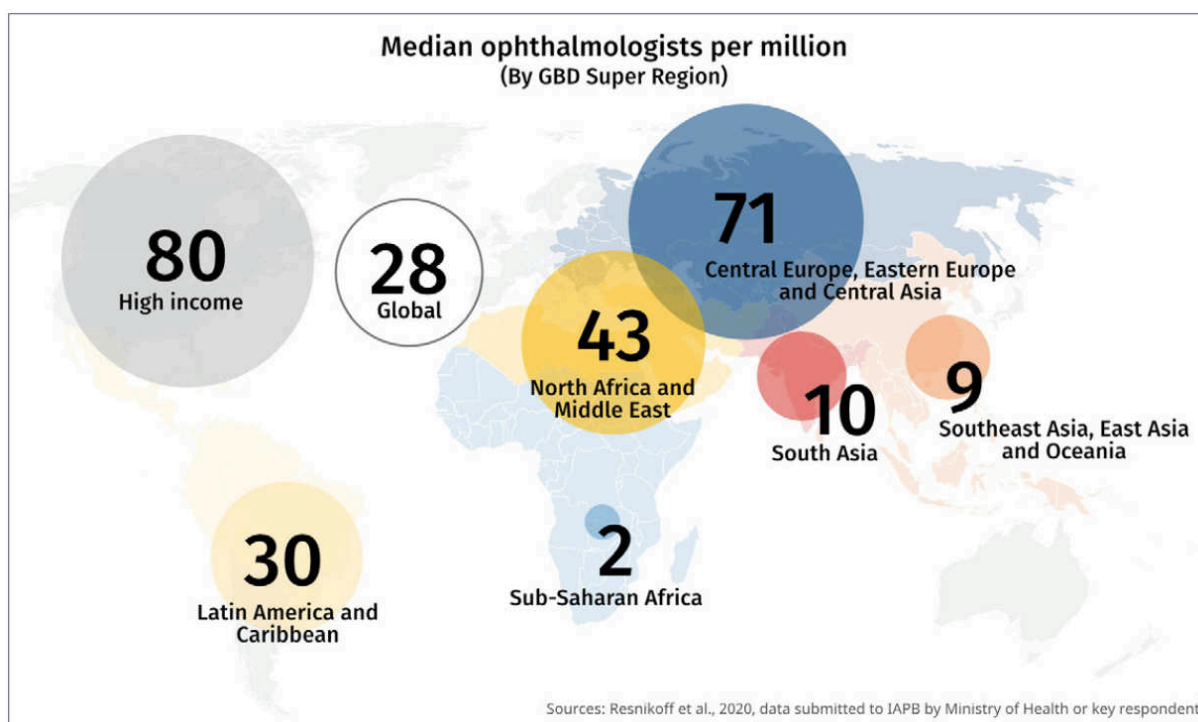 Median ophthalmologists per million
(By GBD Super Region)
80
High income
28
Global
71
Central Europe, Eastern Europe
and Central Asia
43
North Africa and
Middle East
10
South Asia
9
Southeast Asia, East Asia
and Oceania
30
Latin America and
Caribbean
2
Sub-Saharan Africa
Sources: Resnikoff et al., 2020, data submitted to IAPB by Ministry of Health or key respondent